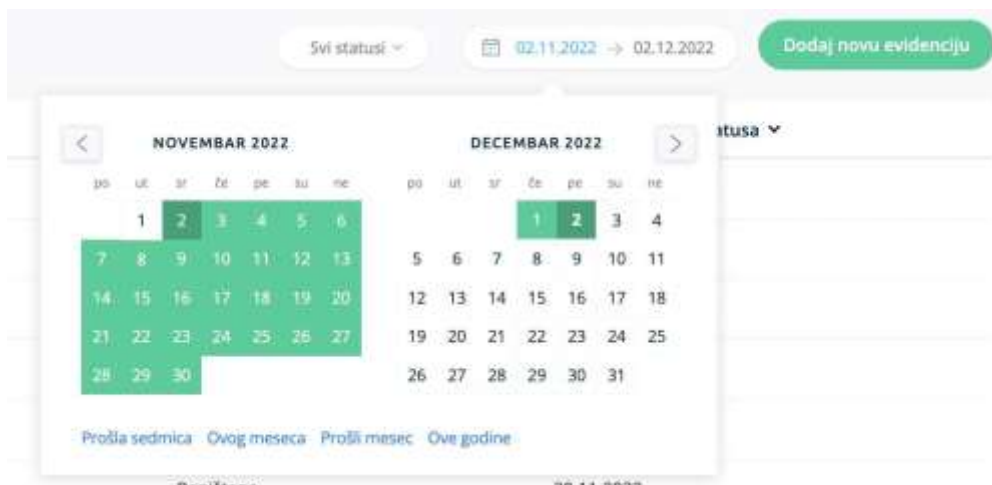 Svi statusi 02.11.2022 → 02.12.2022 Dodaj novu evidenciju
atusa
NOVEMBAR 2022 DECEMBAR 2022
po ut sr če pe su ne po ut sr če pe su ne
1 2 3 4 5 6 1 2 3 4
7 8 9 10 11 12 13 5 6 7 8 9 10 11
14 15 16 17 18 19 20 12 13 14 15 16 17 18
21 22 23 24 25 26 27 19 20 21 22 23 24 25
28 29 30 26 27 28 29 30 31
Prošla sedmica Ovog meseca Prošli mesec Ove godine